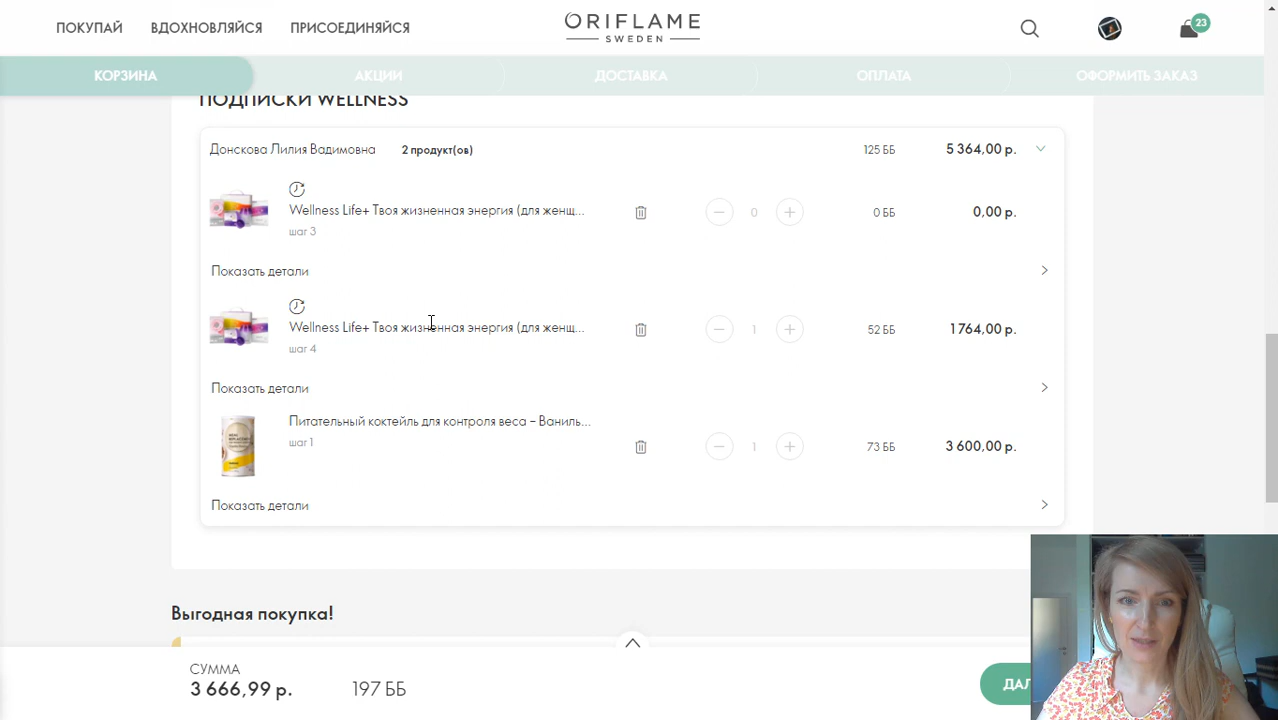 ПОКУПАЙ ВДОХНОВЛЯЙСЯ ПРИСОЕДИНЯЙСЯ
ORIFLAME
SWEDEN
23
КОРЗИНА АКЦИИ ДОСТАВКА ОПЛАТА ОФОРМИТЬ ЗАКАЗ
ПОДПИСКИ WELLNESS
Донскова Лилия Вадимовна 2 продукт(ов) 125 ББ 5 364,00 р.
Wellness Life+ Твоя жизненная энергия (для женщ... 0 0 ББ 0,00 р.
шаг 3
Показать детали
Wellness Life+ Твоя жизненная энергия (для женщ... 1 52 ББ 1 764,00 р.
шаг 4
Показать детали
Питательный коктейль для контроля веса – Ваниль...
шаг 1 1 73 ББ 3 600,00 р.
Показать детали
Выгодная покупка!
СУММА
3 666,99 р. 197 ББ
ДАЛ